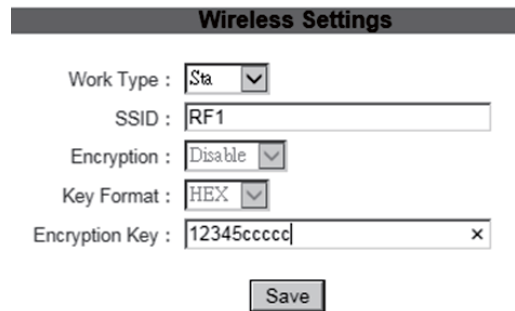 Wireless Settings
Work Type : Sta
SSID : RF1
Encryption : Disable
Key Format : HEX
Encryption Key : 12345ccccc ×
Save